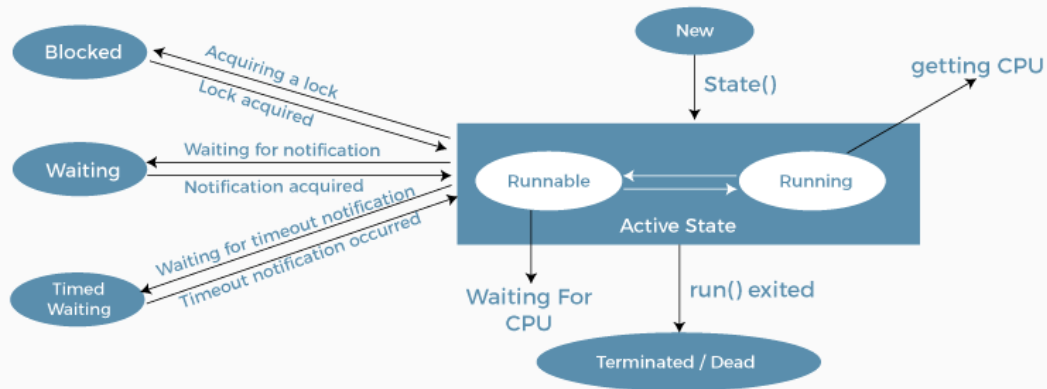 New
Blocked
Acquiring a lock
Lock acquired
State()
getting CPU
Waiting
Waiting for notification
Notification acquired
Runnable
Running
Active State
Waiting for timeout notification
Timeout notification occurred
Timed
Waiting
Waiting For
CPU
run() exited
Terminated / Dead